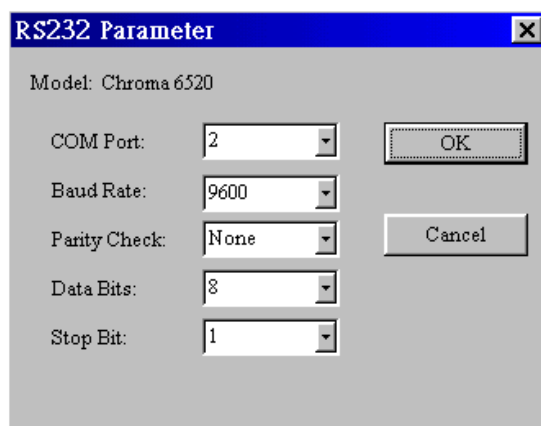 RS232 Parameter
Model: Chroma 6520
COM Port: 2
OK
Baud Rate: 9600
Parity Check: None
Cancel
Data Bits: 8
Stop Bit: 1